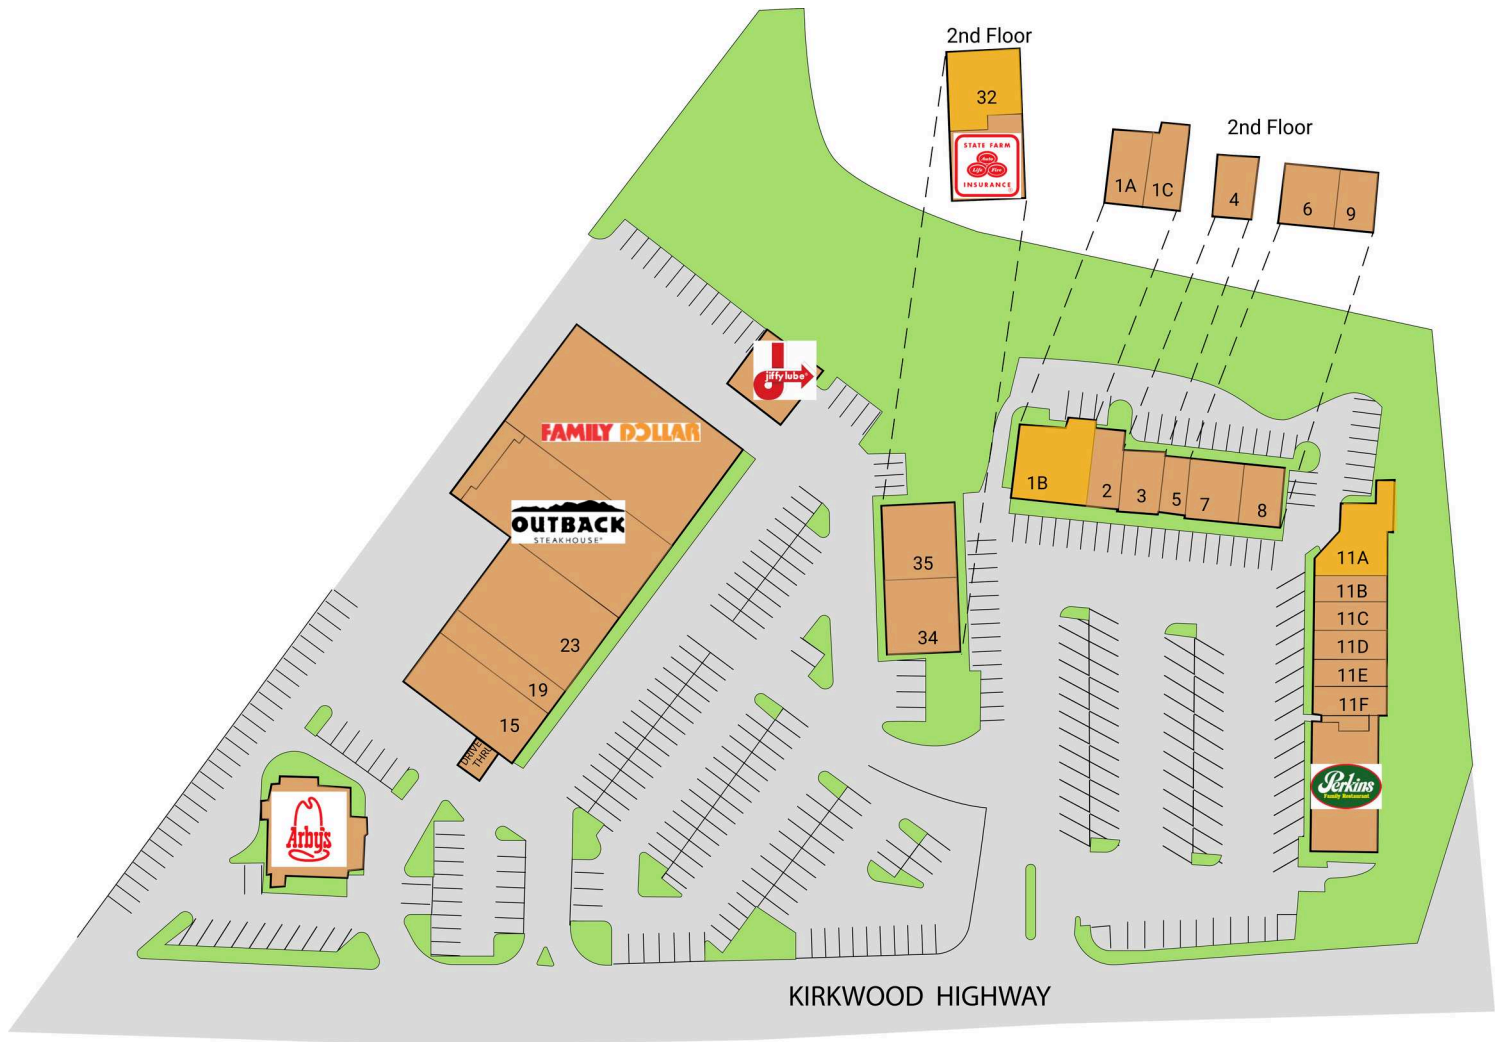 2nd Floor
32
STATE FARM
Auto
Life Fire
INSURANCE
2nd Floor
1A
1C
4
6
9
jiffy lube
FAMILY DOLLAR
OUTBACK
STEAKHOUSE
23
19
15
DRIVE
THRU
35
34
1B
2
3
5
7
8
11A
11B
11C
11D
11E
11F
Perkins
Family Restaurant
Arby's
KIRKWOOD HIGHWAY